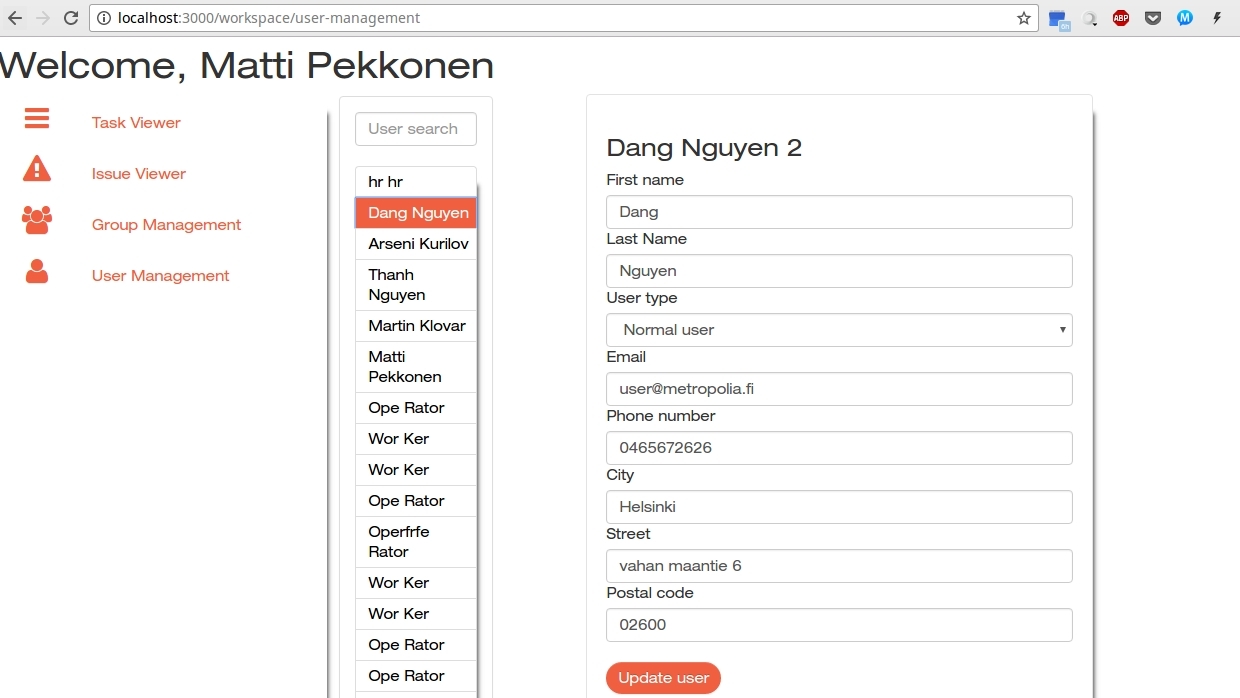 localhost:3000/workspace/user-management
on
ABP
M
Welcome, Matti Pekkonen
Task Viewer
Issue Viewer
Group Management
User Management
User search
hr hr
Dang Nguyen
Arseni Kurilov
Thanh
Nguyen
Martin Klovar
Matti
Pekkonen
Ope Rator
Wor Ker
Wor Ker
Ope Rator
Operfrfe
Rator
Wor Ker
Wor Ker
Ope Rator
Ope Rator
Dang Nguyen 2
First name
Dang
Last Name
Nguyen
User type
Normal user
Email
user@metropolia.fi
Phone number
0465672626
City
Helsinki
Street
vahan maantie 6
Postal code
02600
Update user